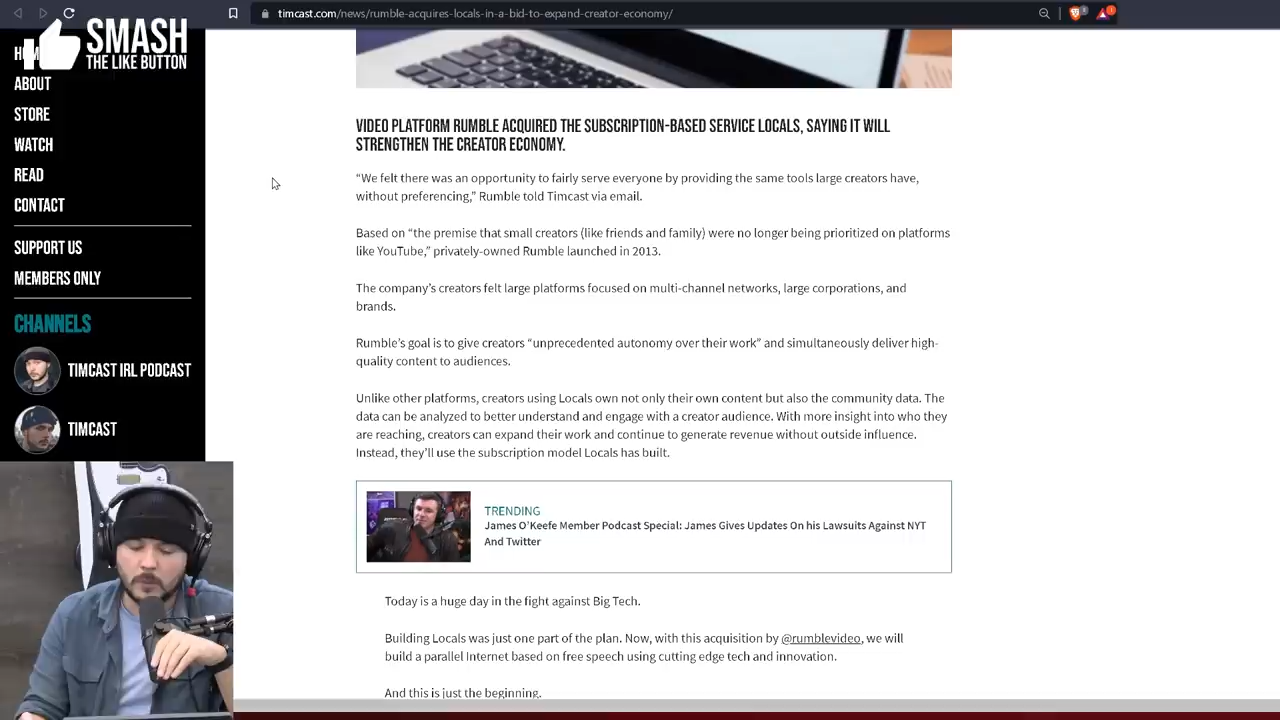 timcast.com/news/rumble-acquires-locals-in-a-bid-to-expand-creator-economy/
SMASH
THE LIKE BUTTON
ABOUT
STORE
WATCH
READ
CONTACT
SUPPORT US
MEMBERS ONLY
CHANNELS
TIMCAST IRL PODCAST
TIMCAST
VIDEO PLATFORM RUMBLE ACQUIRED THE SUBSCRIPTION-BASED SERVICE LOCALS, SAYING IT WILL
STRENGTHEN THE CREATOR ECONOMY.
“We felt there was an opportunity to fairly serve everyone by providing the same tools large creators have,
without preferencing,” Rumble told Timcast via email.
Based on “the premise that small creators (like friends and family) were no longer being prioritized on platforms
like YouTube,” privately-owned Rumble launched in 2013.
The company’s creators felt large platforms focused on multi-channel networks, large corporations, and
brands.
Rumble’s goal is to give creators “unprecedented autonomy over their work” and simultaneously deliver high-
quality content to audiences.
Unlike other platforms, creators using Locals own not only their own content but also the community data. The
data can be analyzed to better understand and engage with a creator audience. With more insight into who they
are reaching, creators can expand their work and continue to generate revenue without outside influence.
Instead, they’ll use the subscription model Locals has built.
TRENDING
James O’Keefe Member Podcast Special: James Gives Updates On his Lawsuits Against NYT
And Twitter
Today is a huge day in the fight against Big Tech.
Building Locals was just one part of the plan. Now, with this acquisition by @rumblevideo, we will
build a parallel Internet based on free speech using cutting edge tech and innovation.
And this is just the beginning.